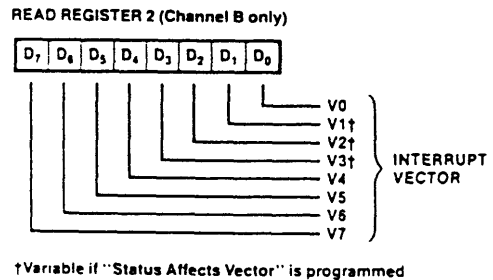 READ REGISTER 2 (Channel B only)
D7 D6 D5 D4 D3 D2 D1 D0
V0
V1†
V2†
V3†
V4
V5
V6
V7
INTERRUPT
VECTOR
†Variable if "Status Affects Vector" is programmed